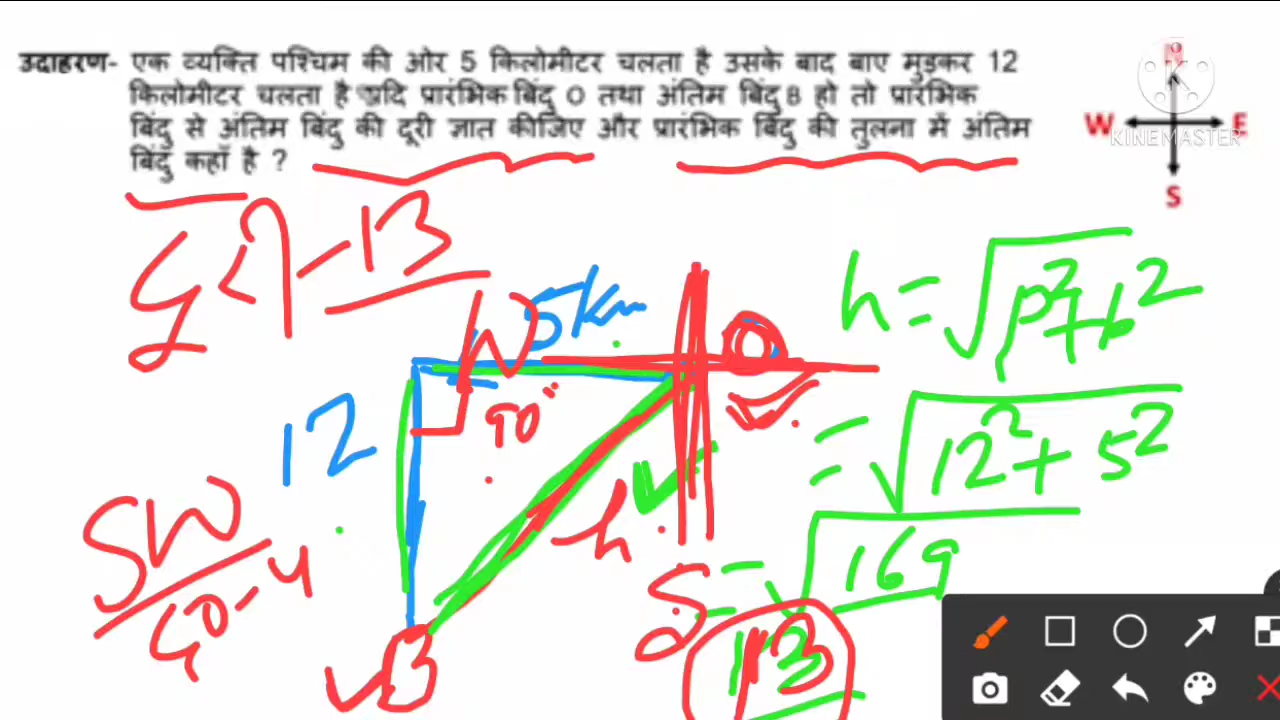 उदाहरण- एक व्यक्ति पश्चिम की ओर 5 किलोमीटर चलता है उसके बाद बाए मुड़कर 12
किलोमीटर चलता है यदि प्रारंभिक बिंदु O तथा अंतिम बिंदु B हो तो प्रारंभिक
बिंदु से अंतिम बिंदु की दूरी ज्ञात कीजिए और प्रारंभिक बिंदु की तुलना में अंतिम
बिंदु कहाँ है ?
N
K
W E
KINEMASTER
S
13
h = √p²+b²
5km
W
O
90°
12
= √12² + 5²
SW
h
= √169
S
B
= 13